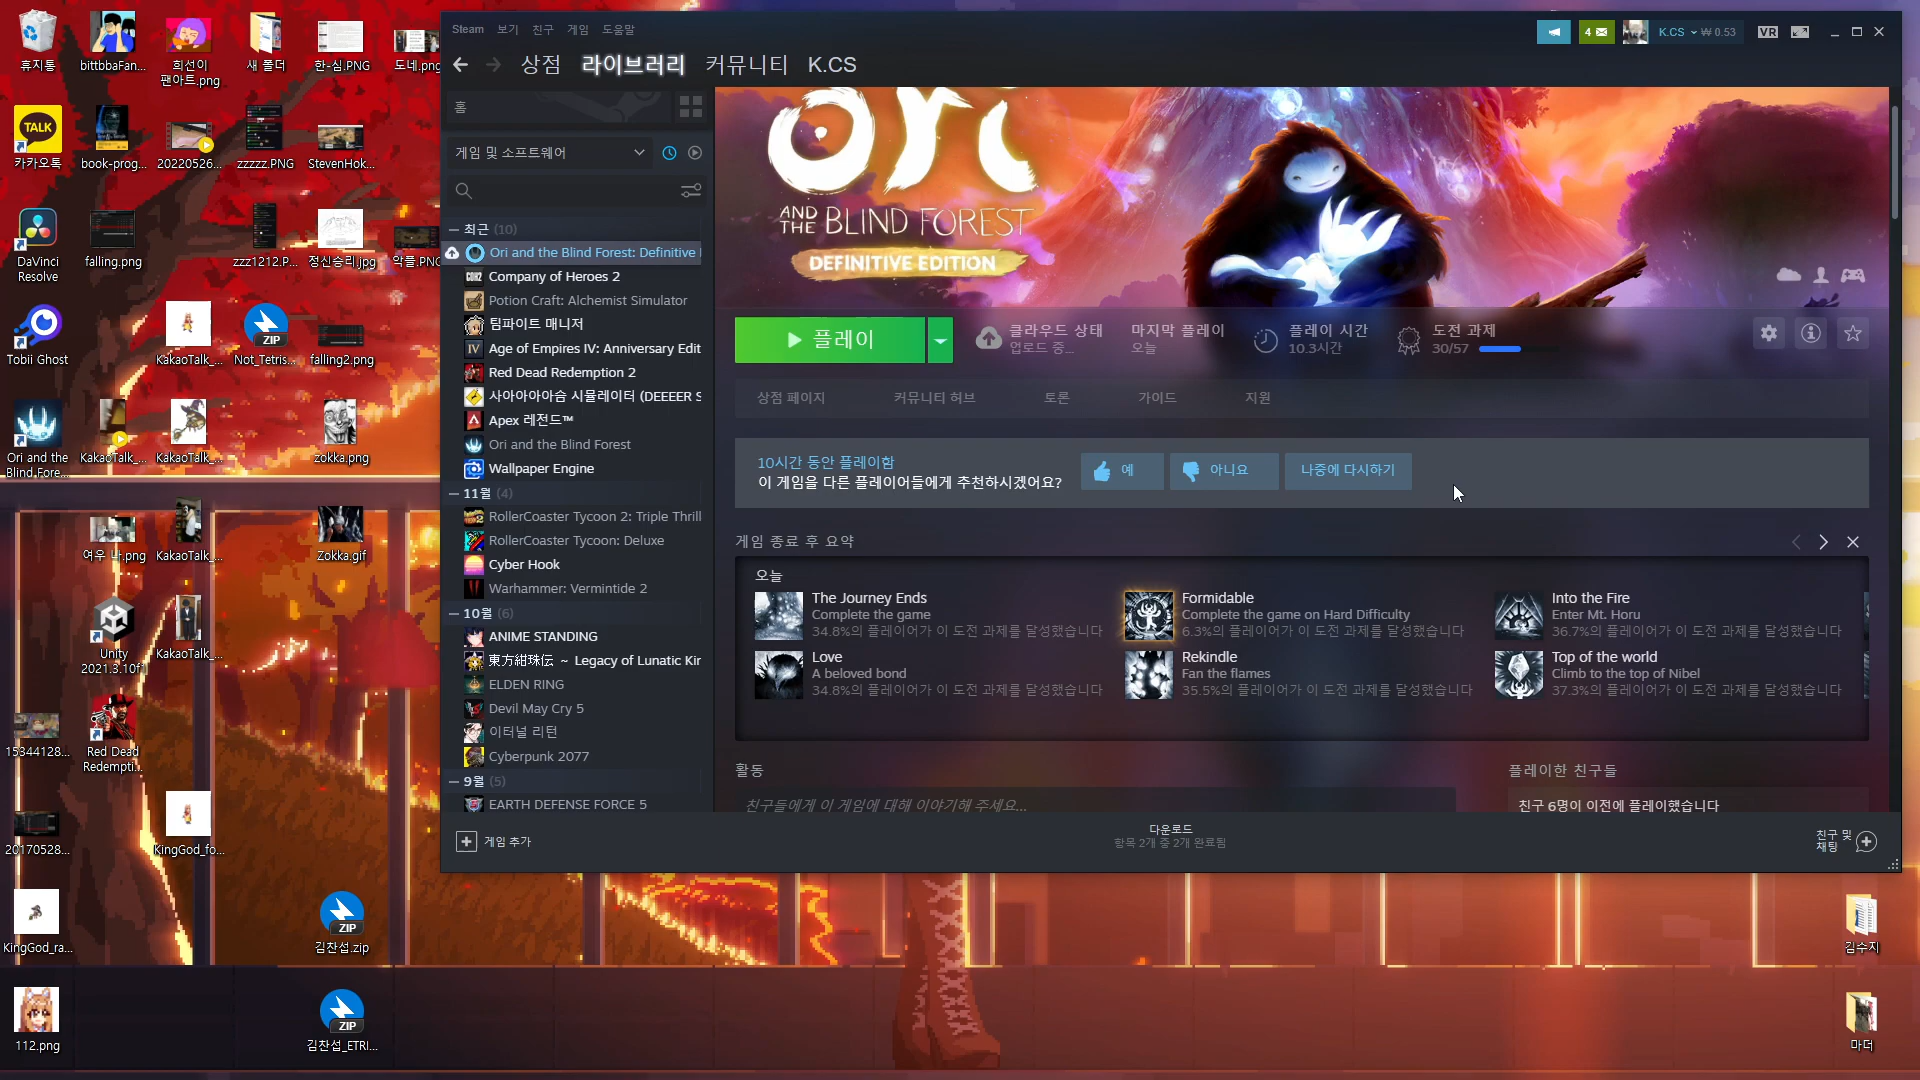 휴지통
bittbbaFan...
희선이
팬아트.png
새 폴더
한-심.PNG
도네.png
카카오톡
book-prog...
20220526...
zzzzz.PNG
StevenHok...
DaVinci
Resolve
falling.png
zzz1212.P...
정신승리.jpg
악플.PNG
Tobii Ghost
KakaoTalk_...
Not_Tetris...
falling2.png
Ori and the
Blind Fore...
KakaoTalk_...
KakaoTalk_...
zokka.png
여우 낙.png
KakaoTalk_...
Zokka.gif
Unity
2021.3.10f1
KakaoTalk_...
15344128...
Red Dead
Redempti...
20170528...
KingGod_fo...
KingGod_ra...
김찬섭.zip
112.png
김찬섭_ETRI...
김수지
마더
TALK
ZIP
ZIP
ZIP
Steam 보기 친구 게임 도움말
4
K.CS ₩ 0.53
VR
상점 라이브러리 커뮤니티 K.CS
홈
게임 및 소프트웨어
최근 (10)
Ori and the Blind Forest: Definitive
Company of Heroes 2
Potion Craft: Alchemist Simulator
팀파이트 매니저
Age of Empires IV: Anniversary Edit
Red Dead Redemption 2
사아아아아슴 시뮬레이터 (DEEEER S
Apex 레전드™
Ori and the Blind Forest
Wallpaper Engine
11월 (4)
RollerCoaster Tycoon 2: Triple Thrill
RollerCoaster Tycoon: Deluxe
Cyber Hook
Warhammer: Vermintide 2
10월 (6)
ANIME STANDING
東方紺珠伝 ~ Legacy of Lunatic Kin
ELDEN RING
Devil May Cry 5
이터널 리턴
Cyberpunk 2077
9월 (5)
EARTH DEFENSE FORCE 5
게임 추가
ori
AND THE BLIND FOREST
DEFINITIVE EDITION
플레이
클라우드 상태
업로드 중...
마지막 플레이
오늘
플레이 시간
10.3시간
도전 과제
30/57
상점 페이지 커뮤니티 허브 토론 가이드 지원
10시간 동안 플레이함
이 게임을 다른 플레이어들에게 추천하시겠어요?
예
아니요
나중에 다시하기
게임 종료 후 요약
오늘
The Journey Ends
Complete the game
34.8%의 플레이어가 이 도전 과제를 달성했습니다
Formidable
Complete the game on Hard Difficulty
6.3%의 플레이어가 이 도전 과제를 달성했습니다
Into the Fire
Enter Mt. Horu
36.7%의 플레이어가 이 도전 과제를 달성했습니다
Love
A beloved bond
34.8%의 플레이어가 이 도전 과제를 달성했습니다
Rekindle
Fan the flames
35.5%의 플레이어가 이 도전 과제를 달성했습니다
Top of the world
Climb to the top of Nibel
37.3%의 플레이어가 이 도전 과제를 달성했습니다
활동
친구들에게 이 게임에 대해 이야기해 주세요...
플레이한 친구들
친구 6명이 이전에 플레이했습니다
다운로드
항목 2개 중 2개 완료됨
친구 및
채팅